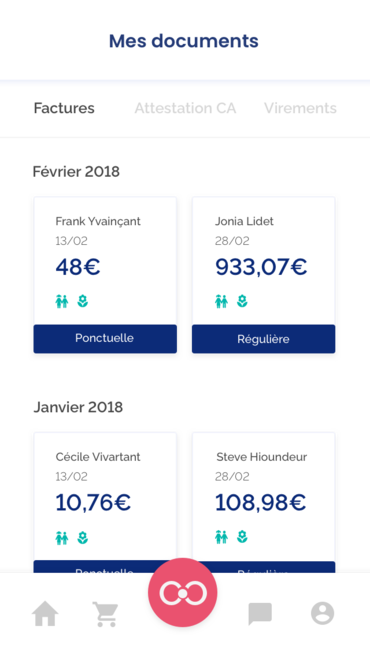 Mes documents
Factures Attestation CA Virements
Février 2018
Frank Yvainçant
13/02
48€
Ponctuelle
Jonia Lidet
28/02
933,07€
Régulière
Janvier 2018
Cécile Vivartant
13/02
10,76€
Ponctuelle
Steve Hioundeur
28/02
108,98€
Régulière